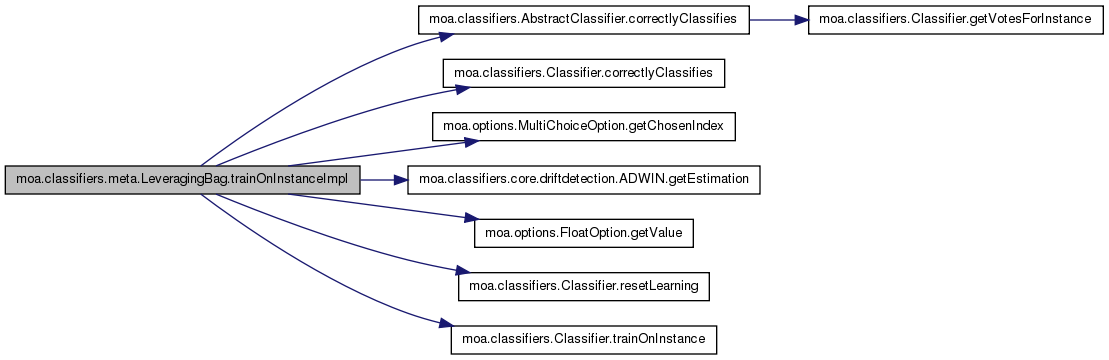 moa.classifiers.AbstractClassifier.correctlyClassifies
moa.classifiers.Classifier.getVotesForInstance
moa.classifiers.Classifier.correctlyClassifies
moa.options.MultiChoiceOption.getChosenIndex
moa.classifiers.meta.LeveragingBag.trainOnInstanceImpl
moa.classifiers.core.driftdetection.ADWIN.getEstimation
moa.options.FloatOption.getValue
moa.classifiers.Classifier.resetLearning
moa.classifiers.Classifier.trainOnInstance